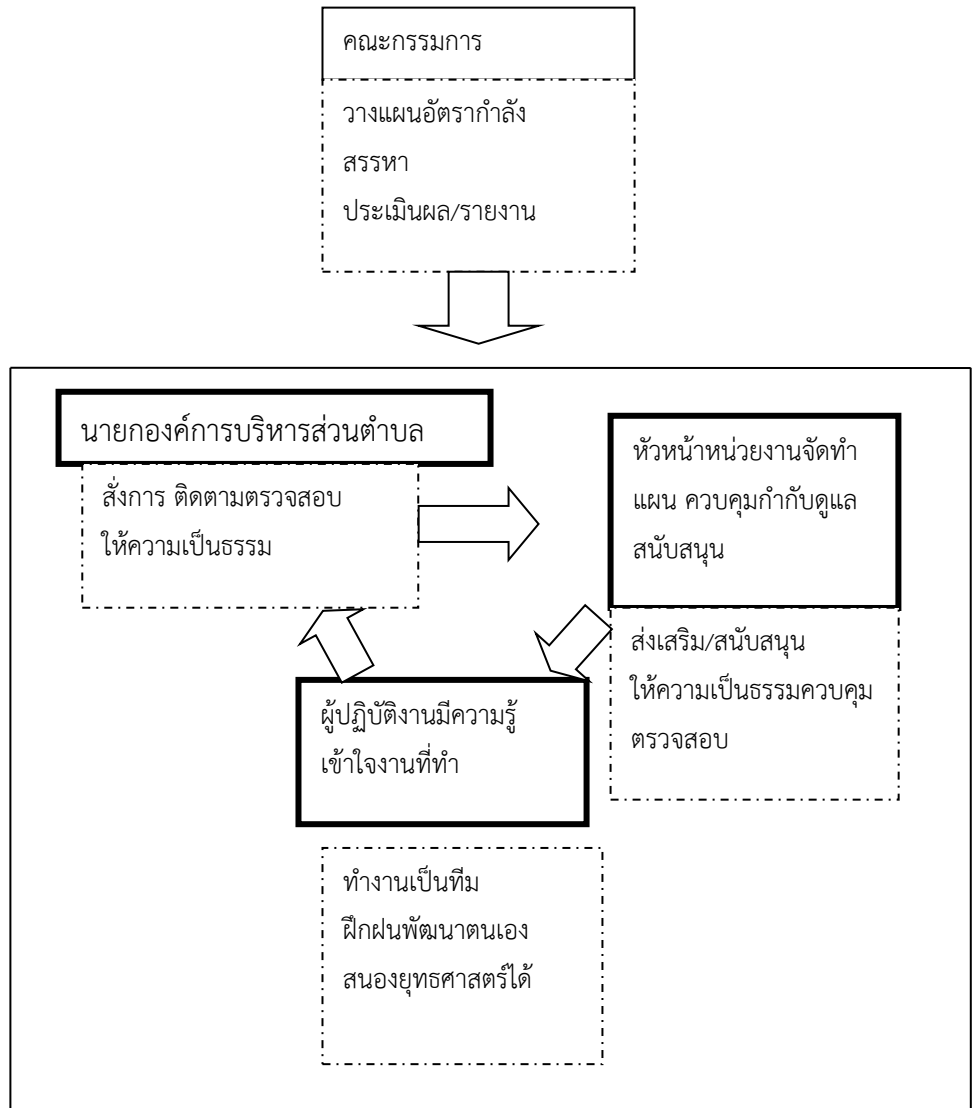 คณะกรรมการ
วางแผนอัตรากำลัง
สรรหา
ประเมินผล/รายงาน
นายกองค์การบริหารส่วนตำบล
สั่งการ ติดตามตรวจสอบ
ให้ความเป็นธรรม
หัวหน้าหน่วยงานจัดทำ
แผน ควบคุมกำกับดูแล
สนับสนุน
ส่งเสริม/สนับสนุน
ให้ความเป็นธรรมควบคุม
ตรวจสอบ
ผู้ปฏิบัติงานมีความรู้
เข้าใจงานที่ทำ
ทำงานเป็นทีม
ฝึกฝนพัฒนาตนเอง
สนองยุทธศาสตร์ได้